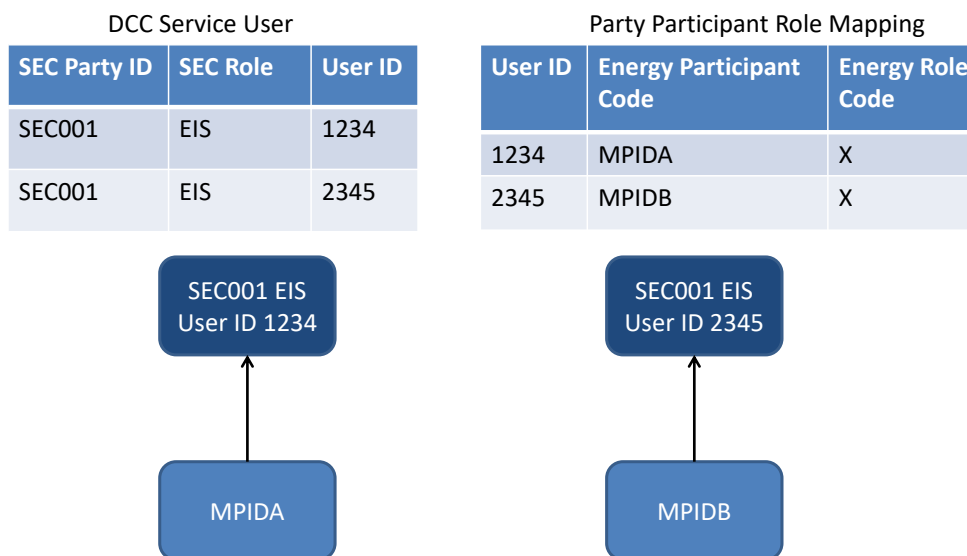 DCC Service User
SEC Party ID SEC Role User ID
SEC001 EIS 1234
SEC001 EIS 2345
Party Participant Role Mapping
User ID Energy Participant Energy Role
Code Code
1234 MPIDA X
2345 MPIDB X
SEC001 EIS
User ID 1234
SEC001 EIS
User ID 2345
MPIDA
MPIDB